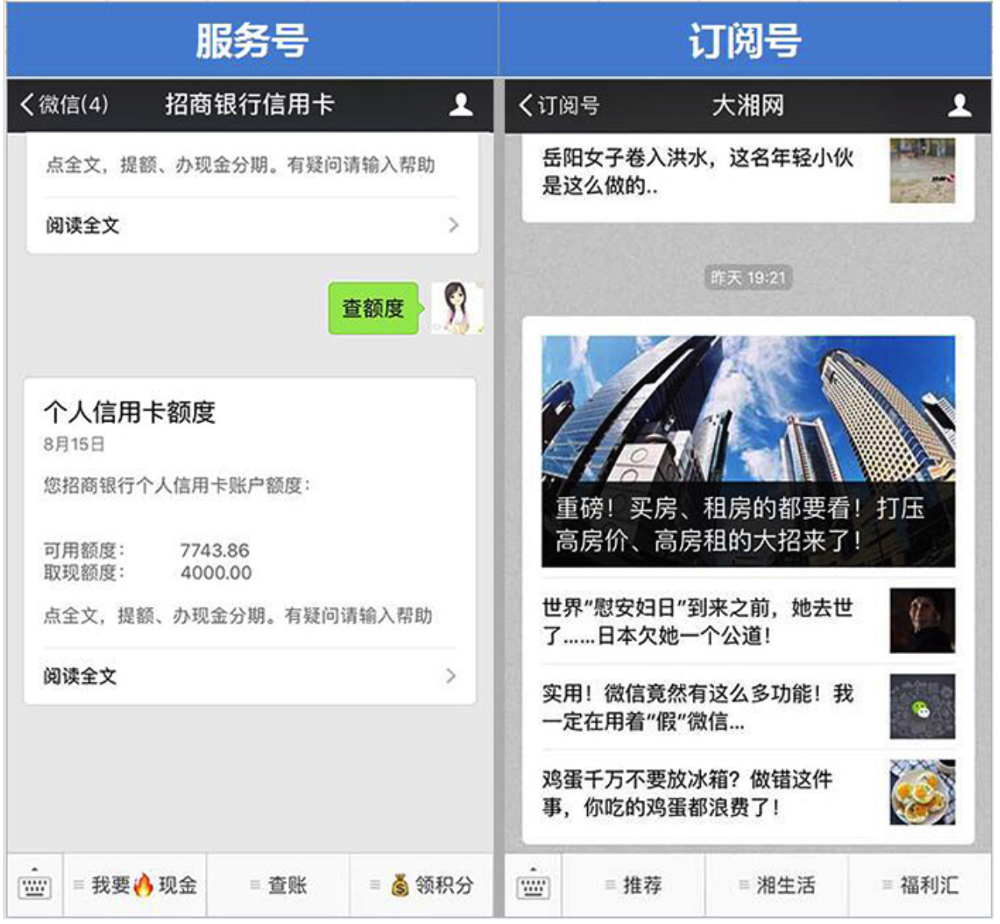 服务号
微信(4)
招商银行信用卡
点全文，提额、办现金分期。有疑问请输入帮助
阅读全文
查额度
个人信用卡额度
8月15日
您招商银行个人信用卡账户额度：
可用额度： 7743.86
取现额度： 4000.00
点全文，提额、办现金分期。有疑问请输入帮助
阅读全文
我要🔥现金
查账
💰领积分
订阅号
订阅号
大湘网
岳阳女子卷入洪水，这名年轻小伙
是这么做的..
昨天 19:21
重磅！买房、租房的都要看！打压
高房价、高房租的大招来了！
世界“慰安妇日”到来之前，她去世
了……日本欠她一个公道！
实用！微信竟然有这么多功能！我
一定在用着“假”微信...
鸡蛋千万不要放冰箱？做错这件
事，你吃的鸡蛋都浪费了！
推荐
湘生活
福利汇